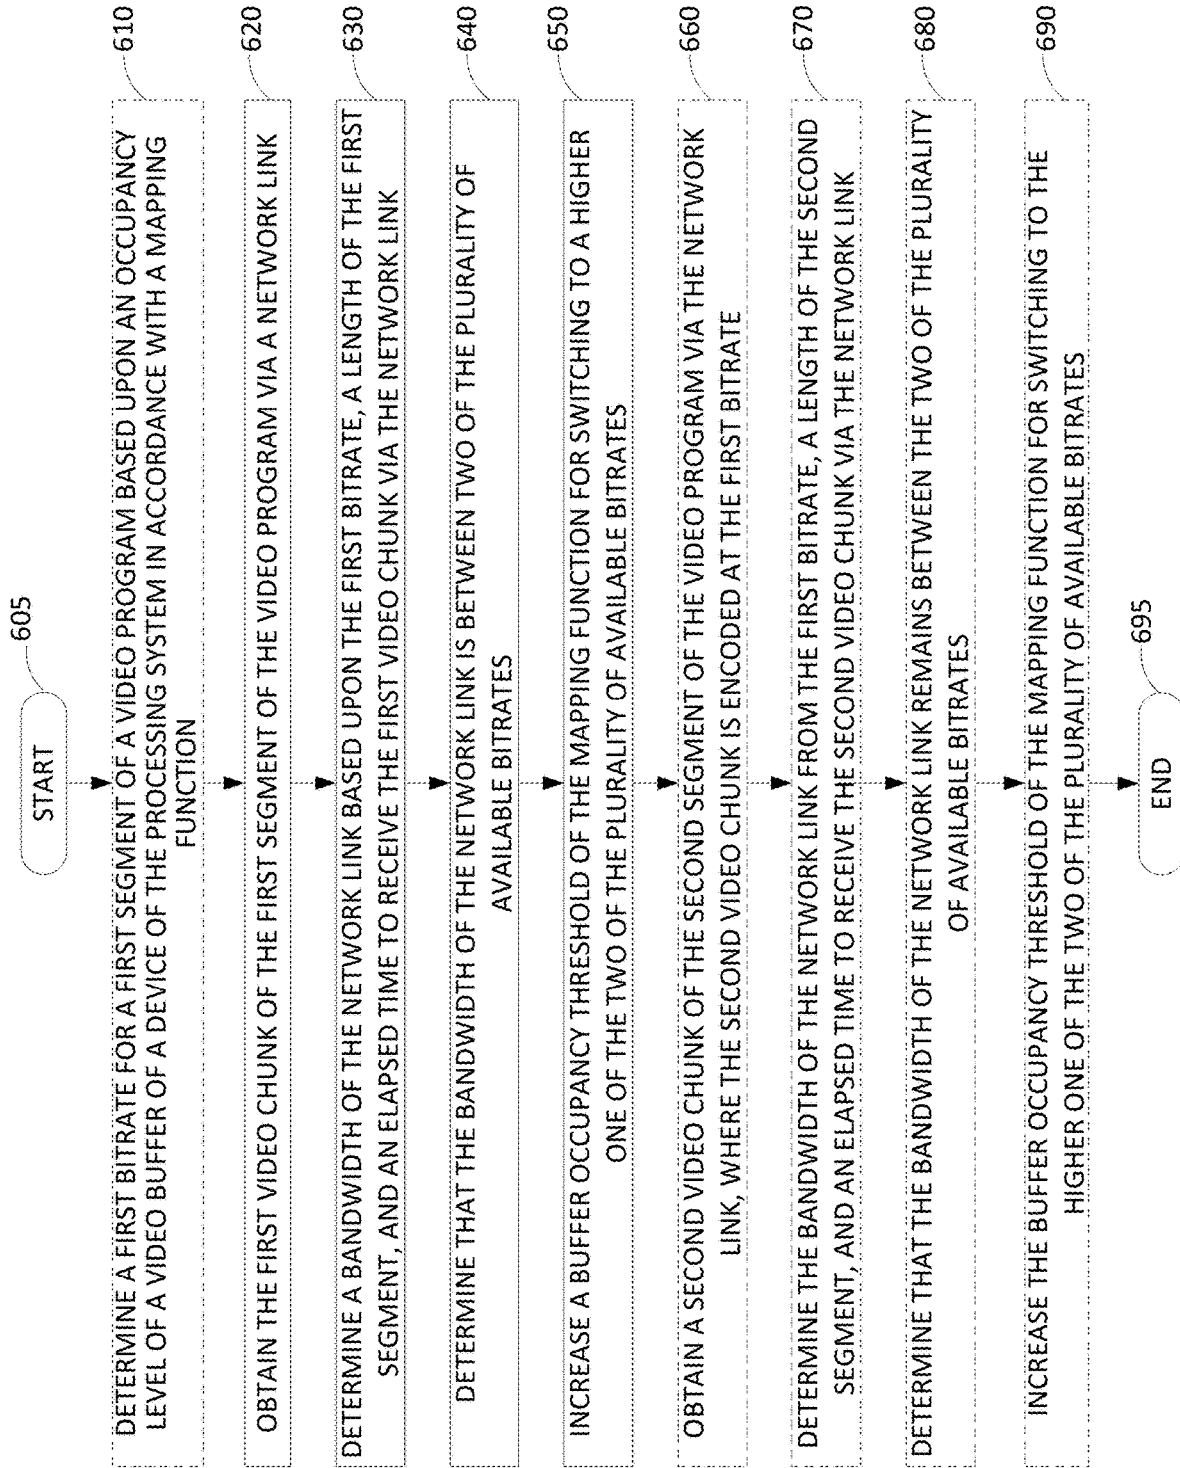 START
605
DETERMINE A FIRST BITRATE FOR A FIRST SEGMENT OF A VIDEO PROGRAM BASED UPON AN OCCUPANCY
LEVEL OF A VIDEO BUFFER OF A DEVICE OF THE PROCESSING SYSTEM IN ACCORDANCE WITH A MAPPING
FUNCTION
610
OBTAIN THE FIRST VIDEO CHUNK OF THE FIRST SEGMENT OF THE VIDEO PROGRAM VIA A NETWORK LINK
620
DETERMINE A BANDWIDTH OF THE NETWORK LINK BASED UPON THE FIRST BITRATE, A LENGTH OF THE FIRST
SEGMENT, AND AN ELAPSED TIME TO RECEIVE THE FIRST VIDEO CHUNK VIA THE NETWORK LINK
630
DETERMINE THAT THE BANDWIDTH OF THE NETWORK LINK IS BETWEEN TWO OF THE PLURALITY OF
AVAILABLE BITRATES
640
INCREASE A BUFFER OCCUPANCY THRESHOLD OF THE MAPPING FUNCTION FOR SWITCHING TO A HIGHER
ONE OF THE TWO OF THE PLURALITY OF AVAILABLE BITRATES
650
OBTAIN A SECOND VIDEO CHUNK OF THE SECOND SEGMENT OF THE VIDEO PROGRAM VIA THE NETWORK
LINK, WHERE THE SECOND VIDEO CHUNK IS ENCODED AT THE FIRST BITRATE
660
DETERMINE THE BANDWIDTH OF THE NETWORK LINK FROM THE FIRST BITRATE, A LENGTH OF THE SECOND
SEGMENT, AND AN ELAPSED TIME TO RECEIVE THE SECOND VIDEO CHUNK VIA THE NETWORK LINK
670
DETERMINE THAT THE BANDWIDTH OF THE NETWORK LINK REMAINS BETWEEN THE TWO OF THE PLURALITY
OF AVAILABLE BITRATES
680
INCREASE THE BUFFER OCCUPANCY THRESHOLD OF THE MAPPING FUNCTION FOR SWITCHING TO THE
HIGHER ONE OF THE TWO OF THE PLURALITY OF AVAILABLE BITRATES
690
END
695